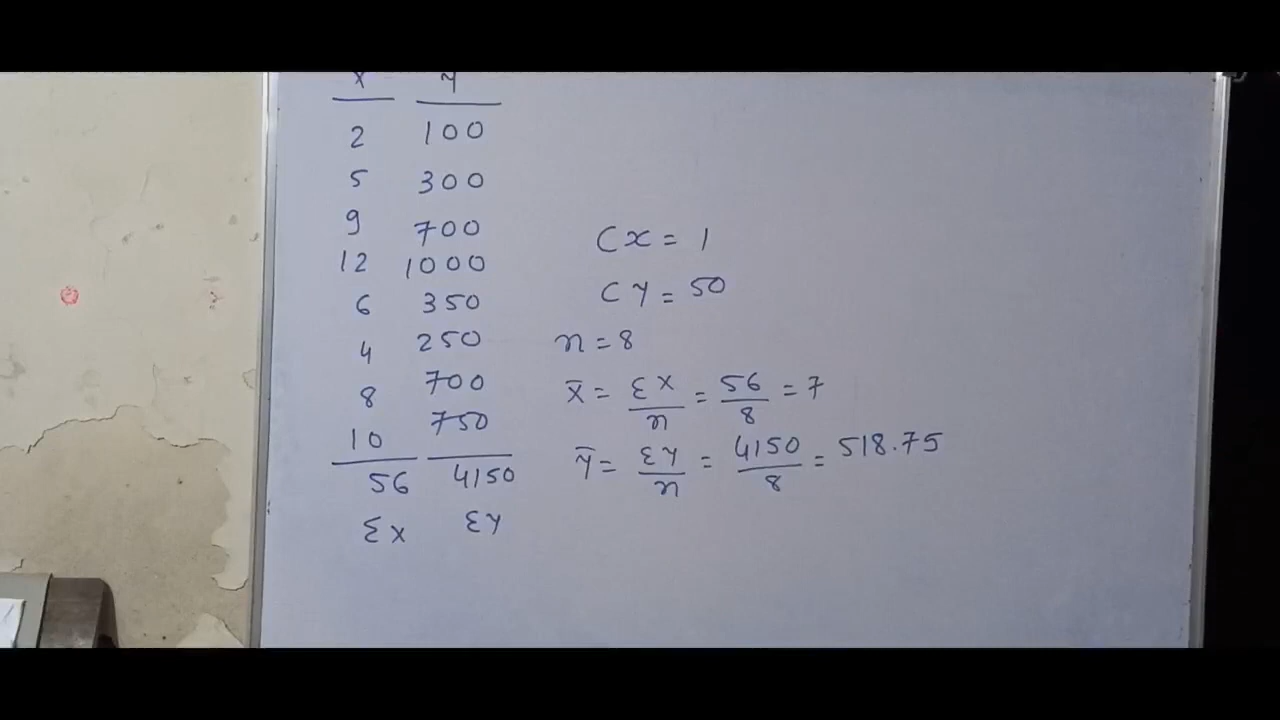 x y
2 100
5 300
9 700
12 1000
6 350
4 250
8 700
10 750
56 4150
Σx Σy
Cx = 1
Cy = 50
n = 8
x̄ = Σx/n = 56/8 = 7
ȳ = Σy/n = 4150/8 = 518.75